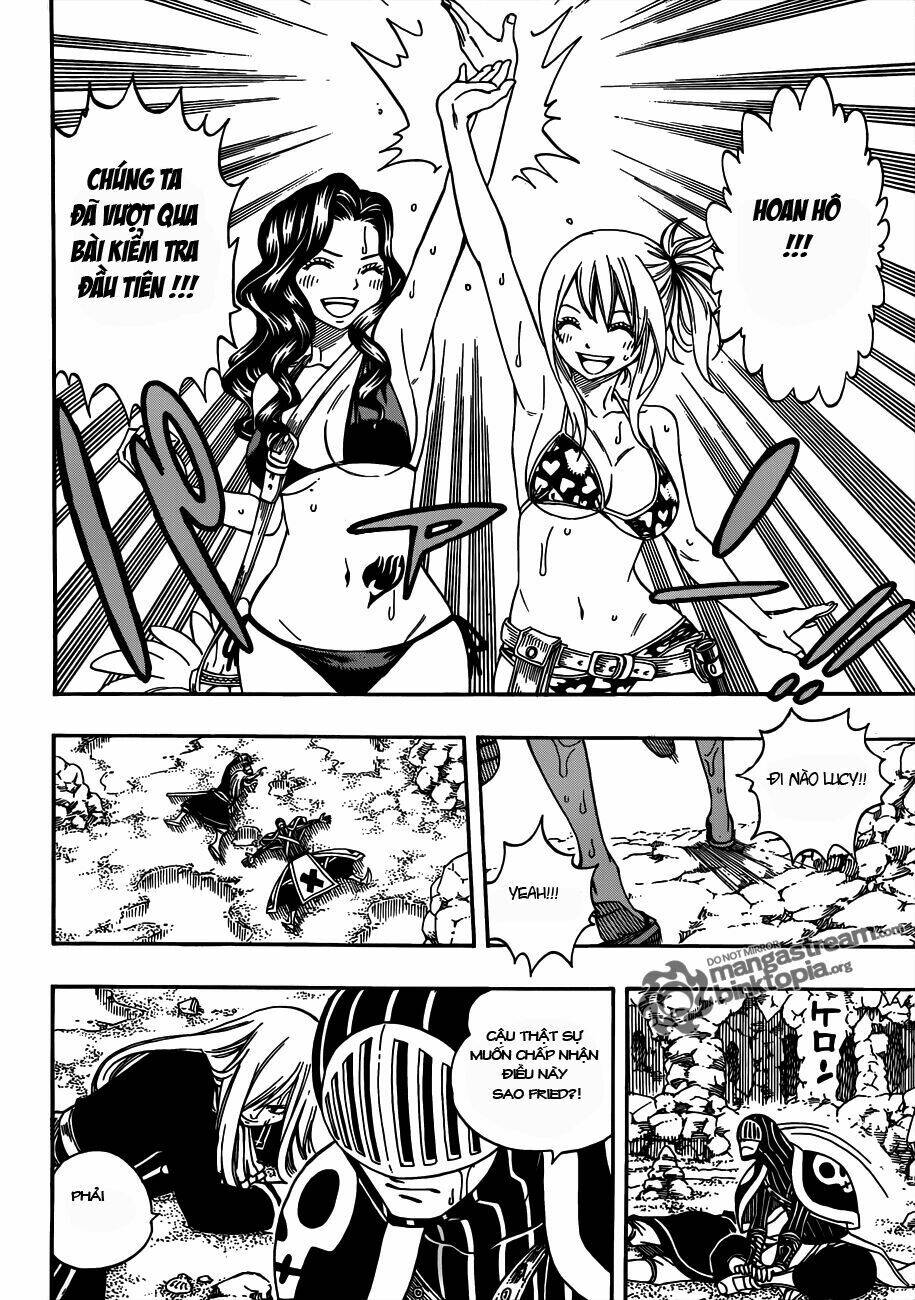 CHÚNG TA
ĐÃ VƯỢT QUA
BÀI KIỂM TRA
ĐẦU TIÊN !!!
HOAN HÔ
!!!
ĐI NÀO LUCY!!
YEAH!!!
DO NOT MIRROR
mangastream.com
binktopia.org
CẬU THẬT SỰ
MUỐN CHẤP NHẬN
ĐIỀU NÀY
SAO FRIED?!
PHẢI
ケロ〜ン